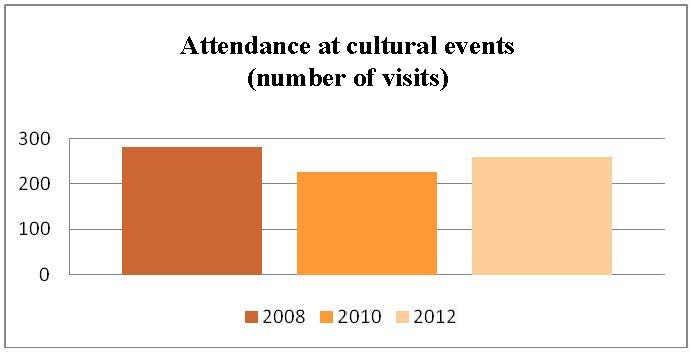 Attendance at cultural events
(number of visits)
300
200
100
0
2008 2010 2012